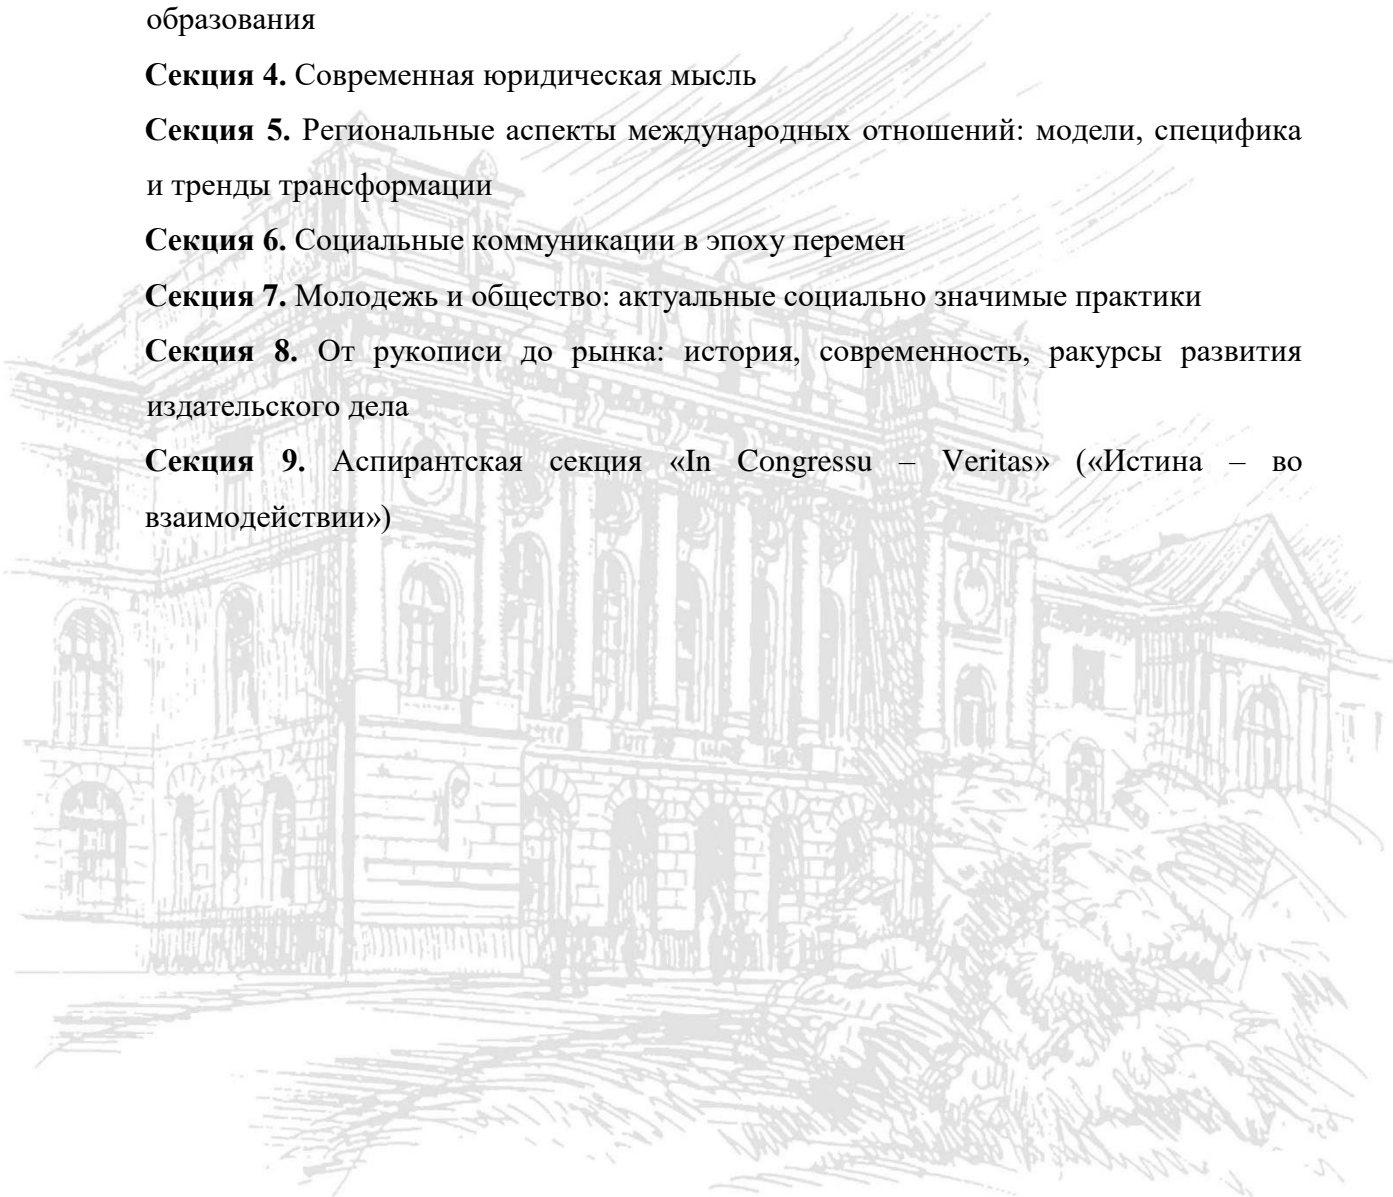 образования
Секция 4. Современная юридическая мысль
Секция 5. Региональные аспекты международных отношений: модели, специфика
и тренды трансформации
Секция 6. Социальные коммуникации в эпоху перемен
Секция 7. Молодежь и общество: актуальные социально значимые практики
Секция 8. От рукописи до рынка: история, современность, ракурсы развития
издательского дела
Секция 9. Аспирантская секция «In Congressu – Veritas» («Истина – во
взаимодействии»)